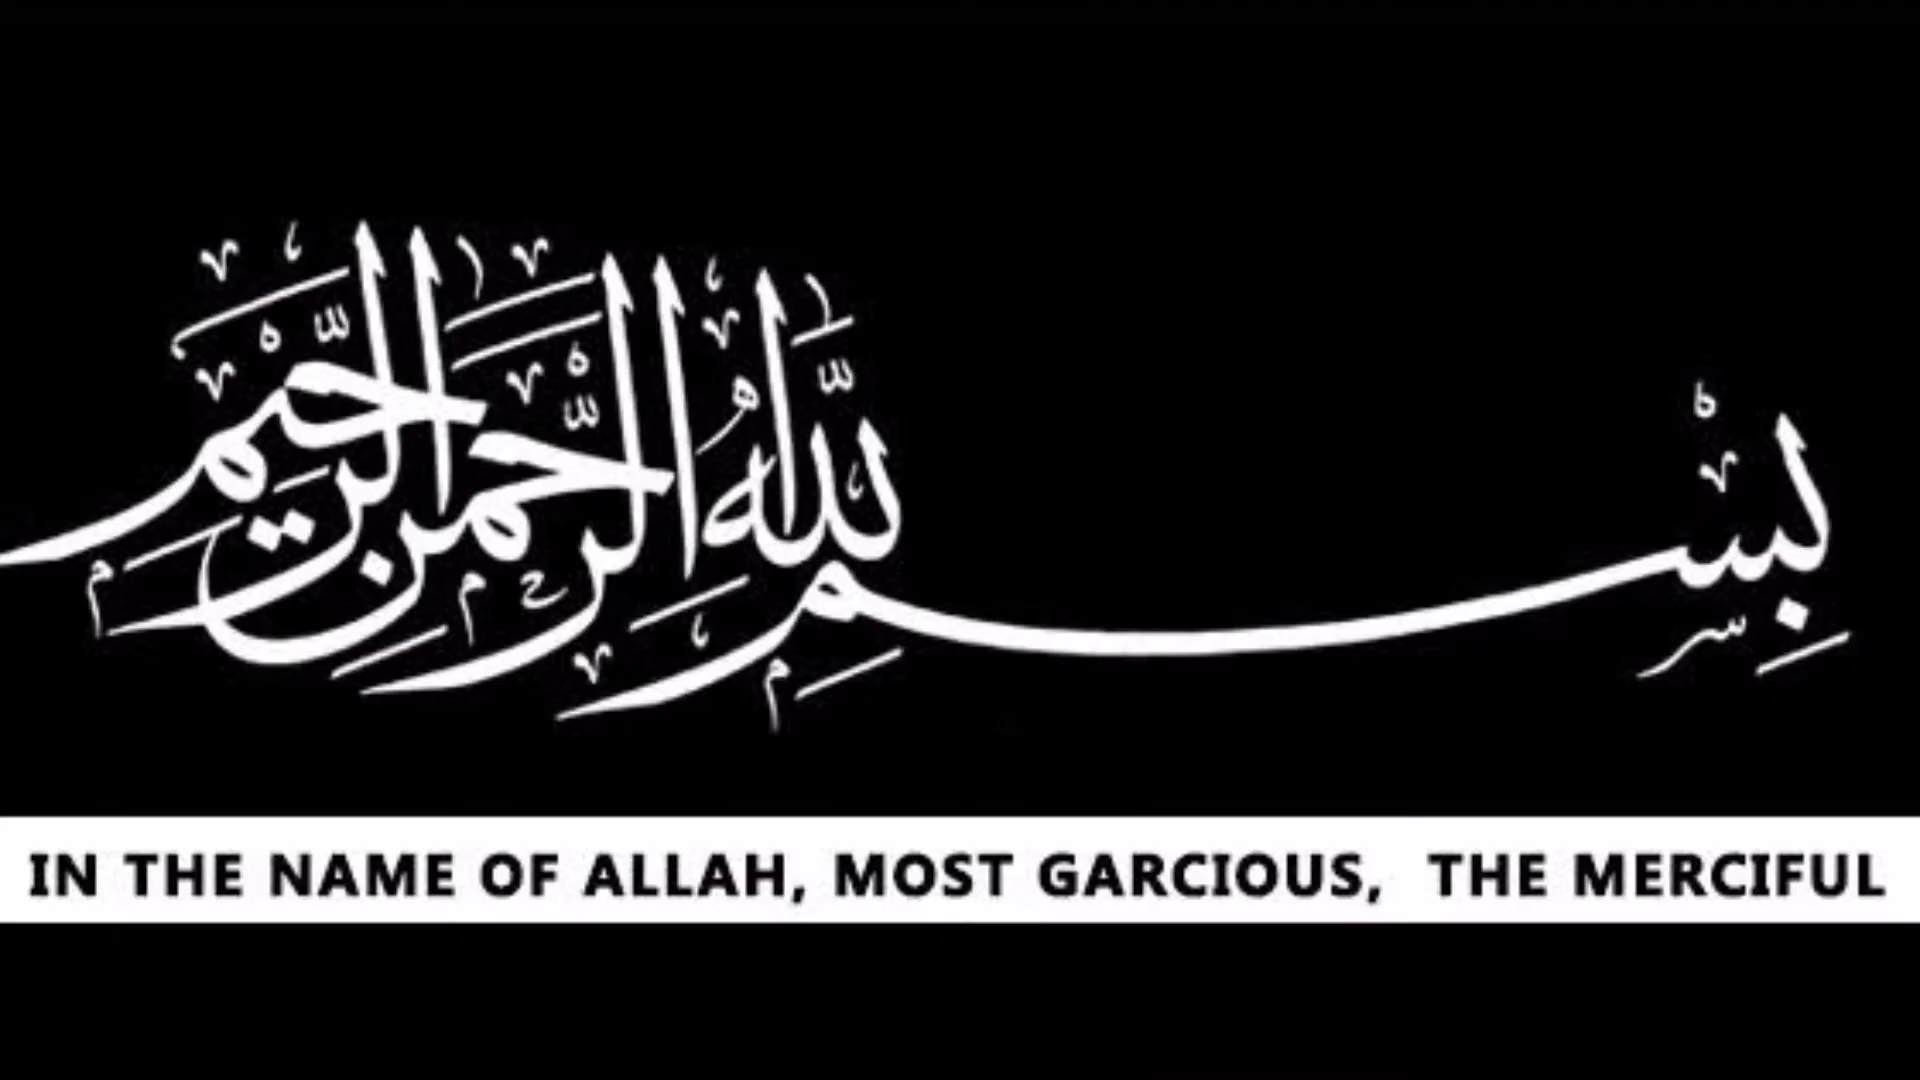 بِسْمِ اللَّهِ الرَّحْمَٰنِ الرَّحِيمِ
IN THE NAME OF ALLAH, MOST GARCIOUS, THE MERCIFUL